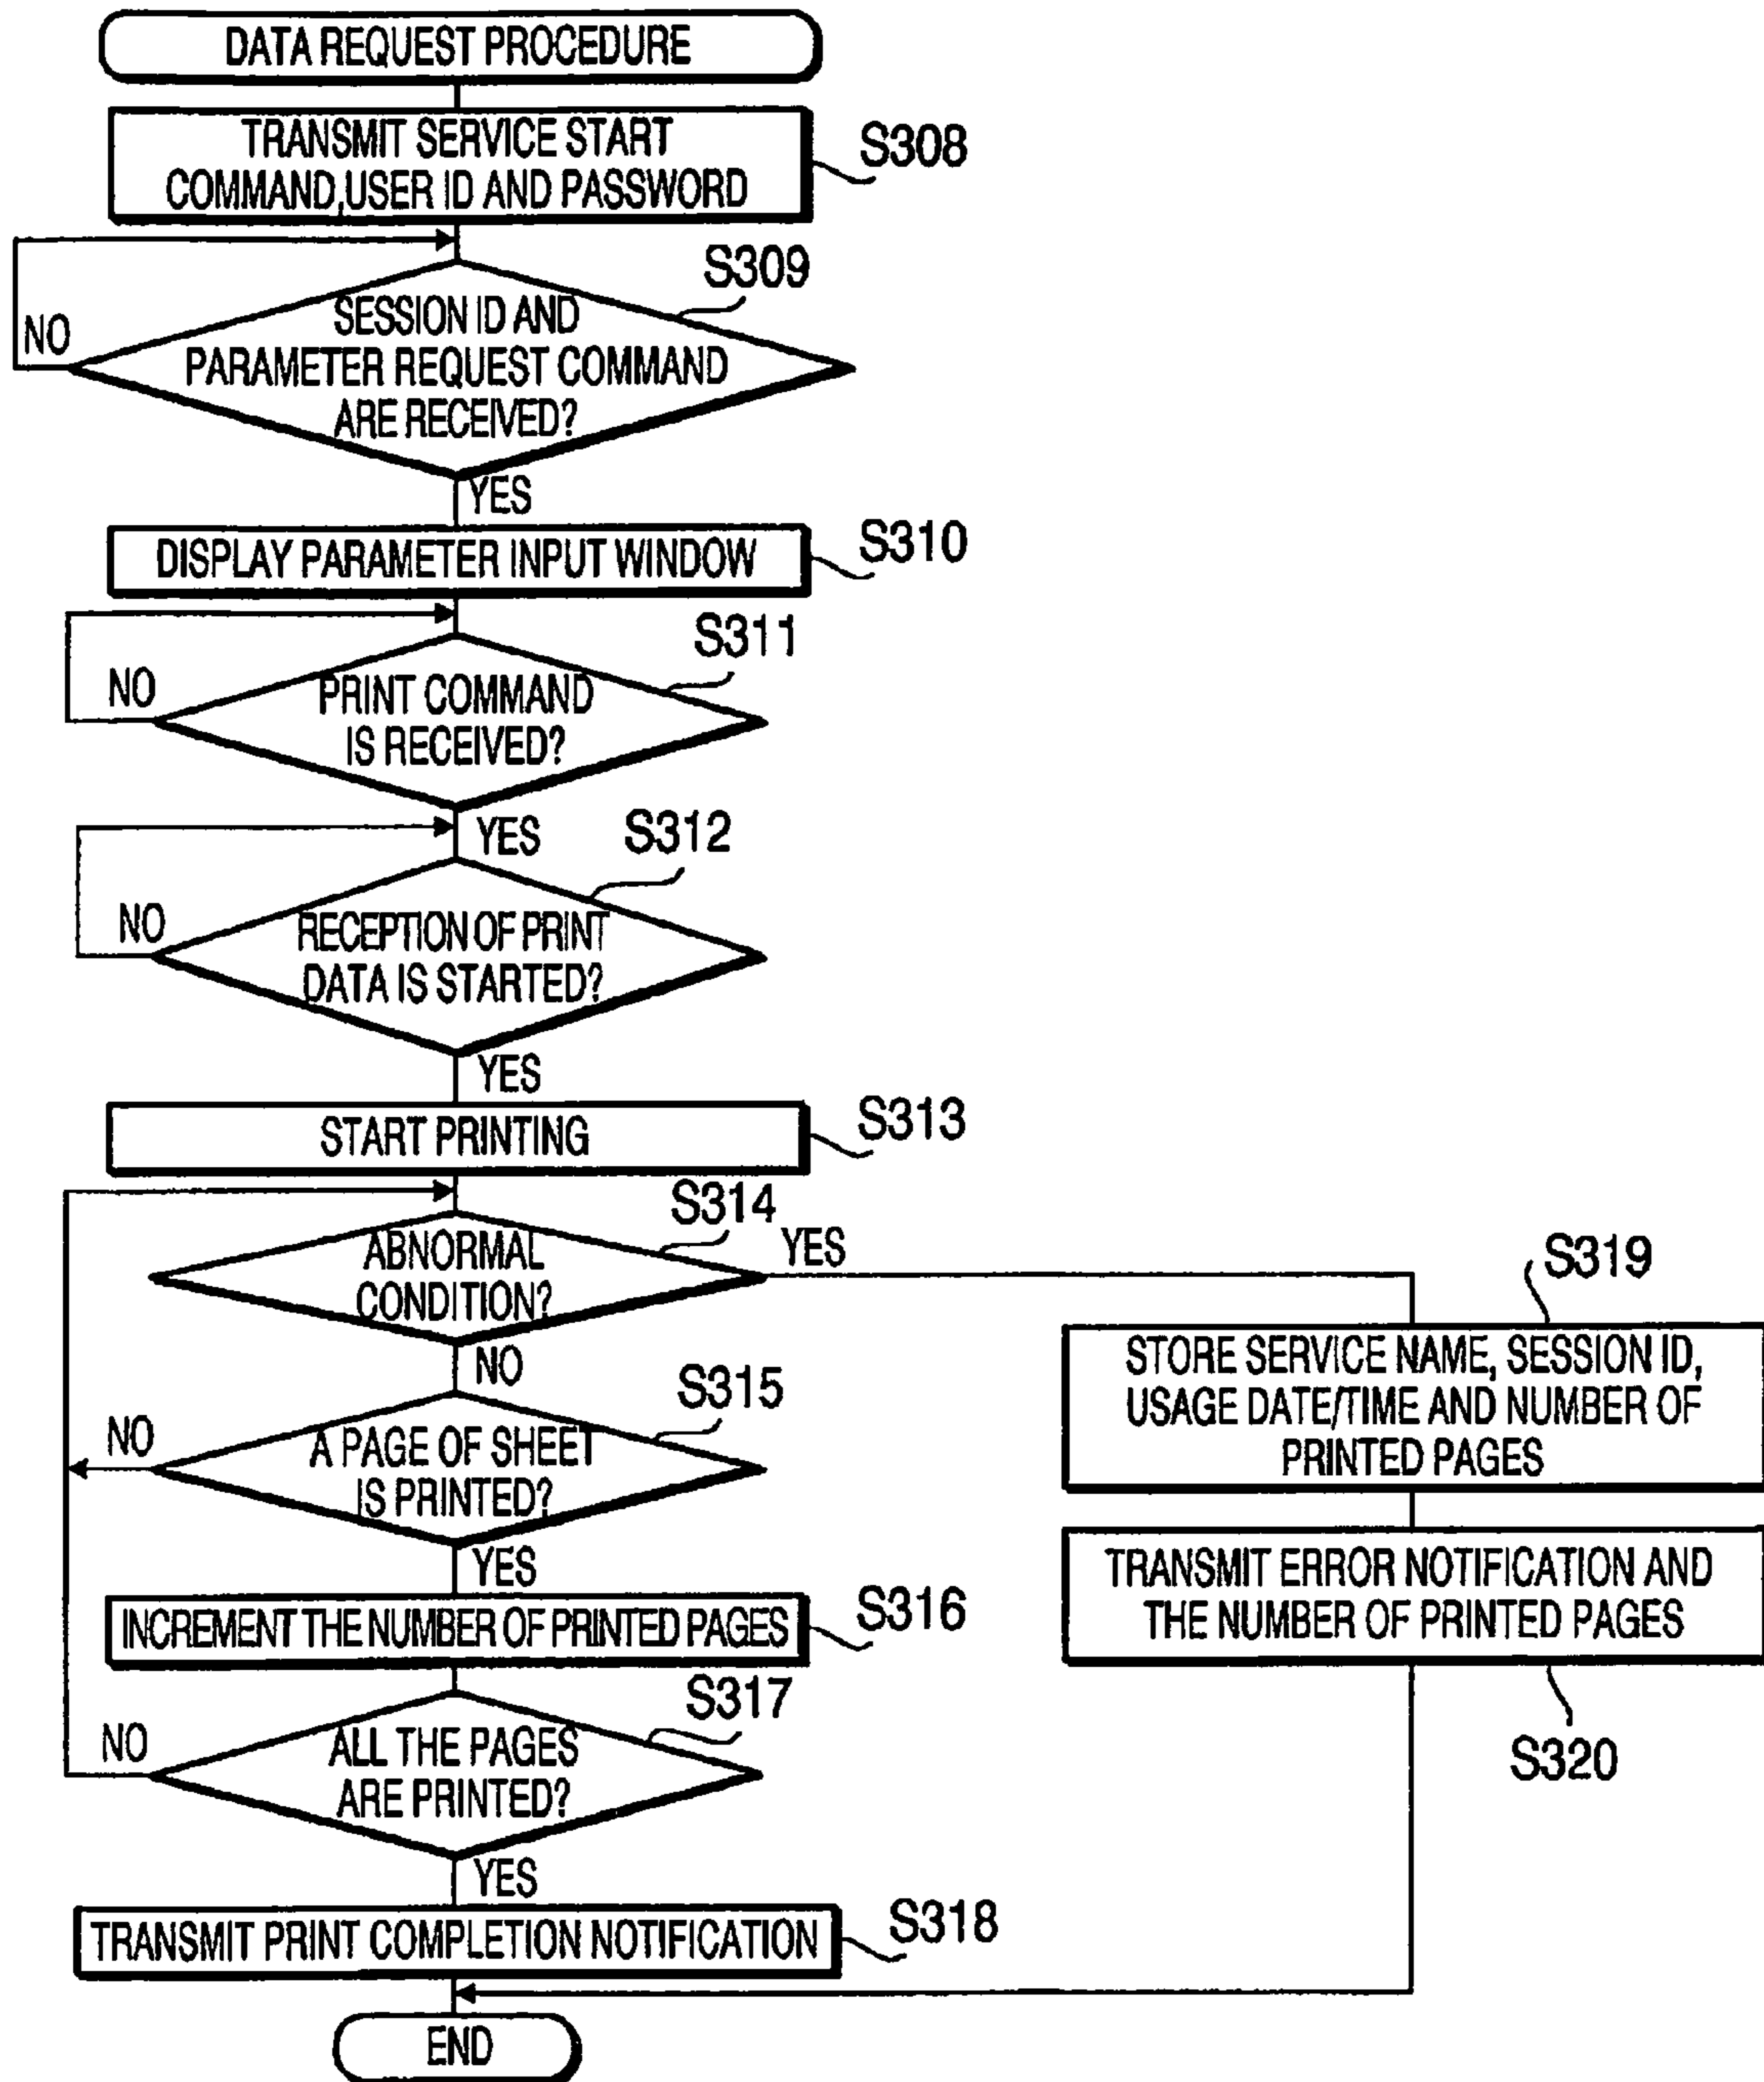 DATA REQUEST PROCEDURE
TRANSMIT SERVICE START
COMMAND,USER ID AND PASSWORD
S308
S309
SESSION ID AND
PARAMETER REQUEST COMMAND
ARE RECEIVED?
NO
YES
DISPLAY PARAMETER INPUT WINDOW
S310
S311
PRINT COMMAND
IS RECEIVED?
NO
YES
S312
RECEPTION OF PRINT
DATA IS STARTED?
NO
YES
START PRINTING
S313
S314
ABNORMAL
CONDITION?
YES
NO
S315
A PAGE OF SHEET
IS PRINTED?
NO
YES
INCREMENT THE NUMBER OF PRINTED PAGES
S316
S317
ALL THE PAGES
ARE PRINTED?
NO
YES
TRANSMIT PRINT COMPLETION NOTIFICATION
S318
END
S319
STORE SERVICE NAME, SESSION ID,
USAGE DATE/TIME AND NUMBER OF
PRINTED PAGES
TRANSMIT ERROR NOTIFICATION AND
THE NUMBER OF PRINTED PAGES
S320